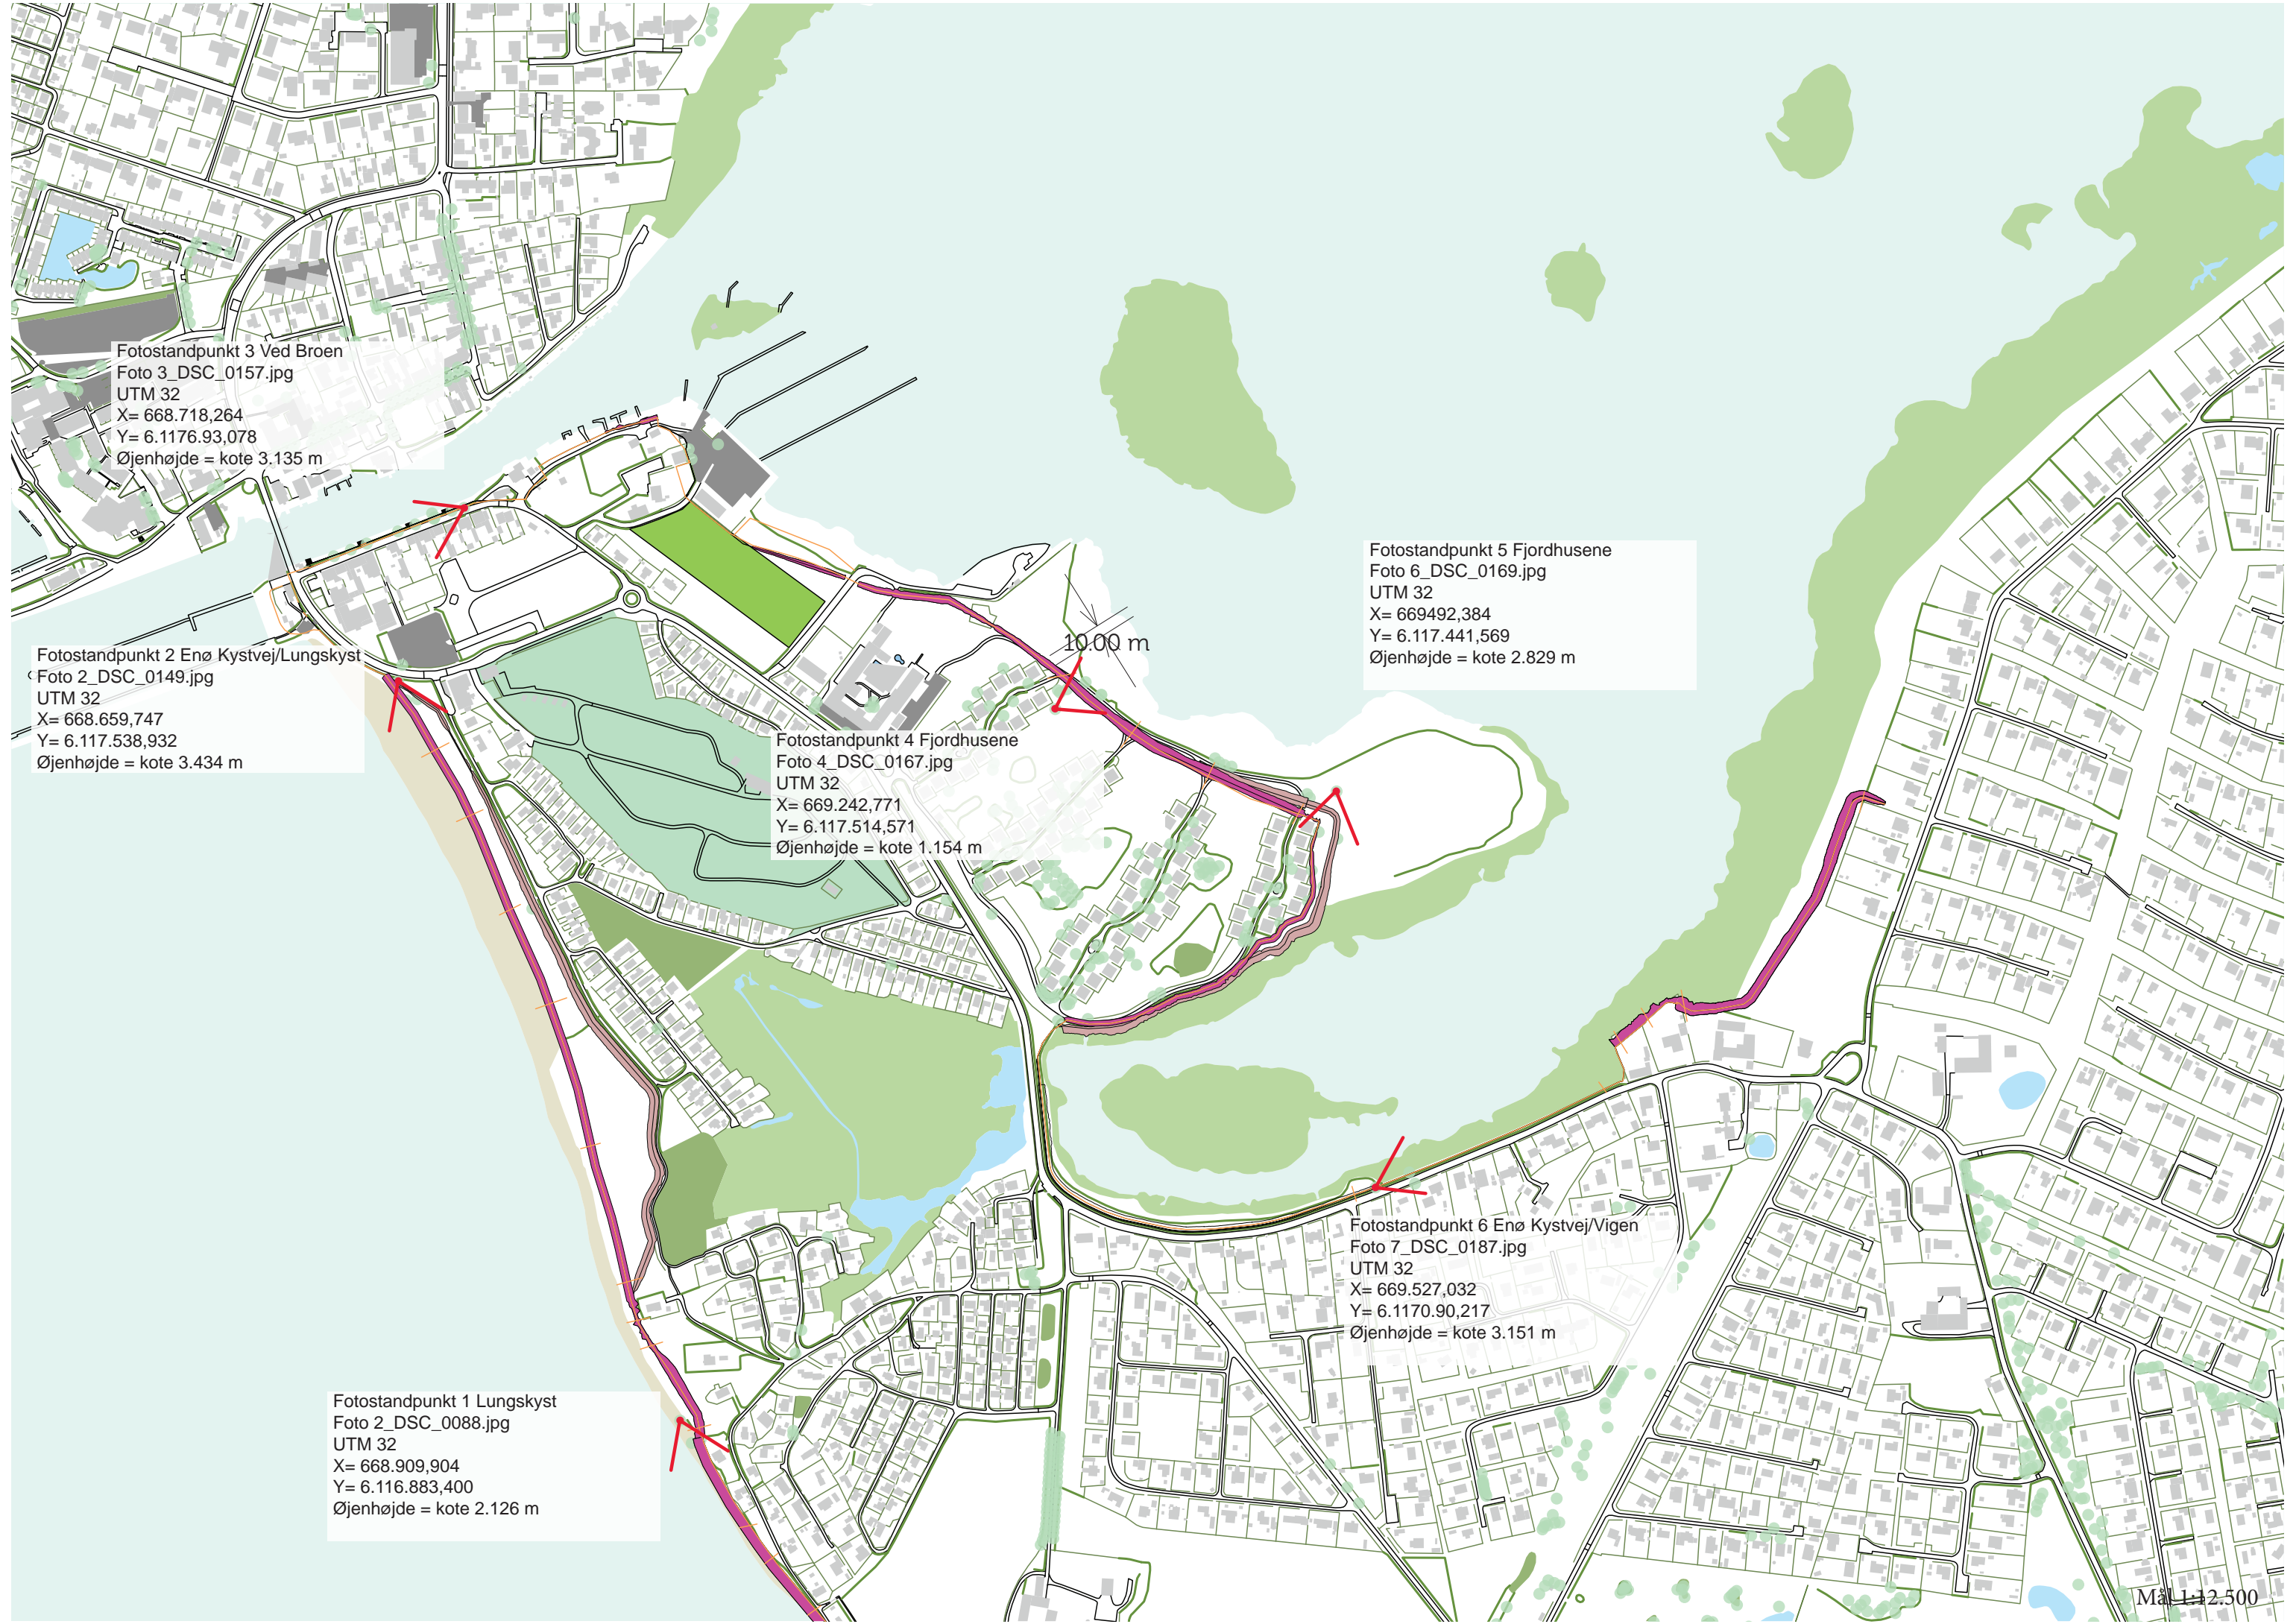 Fotostandpunkt 3 Ved Broen
Foto 3_DSC_0157.jpg
UTM 32
X= 668.718,264
Y= 6.1176.93,078
Øjenhøjde = kote 3.135 m
Fotostandpunkt 5 Fjordhusene
Foto 6_DSC_0169.jpg
UTM 32
X= 669492,384
Y= 6.117.441,569
Øjenhøjde = kote 2.829 m
10.00 m
Fotostandpunkt 2 Enø Kystvej/Lungskyst
Foto 2_DSC_0149.jpg
UTM 32
X= 668.659,747
Y= 6.117.538,932
Øjenhøjde = kote 3.434 m
Fotostandpunkt 4 Fjordhusene
Foto 4_DSC_0167.jpg
UTM 32
X= 669.242,771
Y= 6.117.514,571
Øjenhøjde = kote 1.154 m
Fotostandpunkt 6 Enø Kystvej/Vigen
Foto 7_DSC_0187.jpg
UTM 32
X= 669.527,032
Y= 6.1170.90,217
Øjenhøjde = kote 3.151 m
Fotostandpunkt 1 Lungskyst
Foto 2_DSC_0088.jpg
UTM 32
X= 668.909,904
Y= 6.116.883,400
Øjenhøjde = kote 2.126 m
Mål 1:12.500